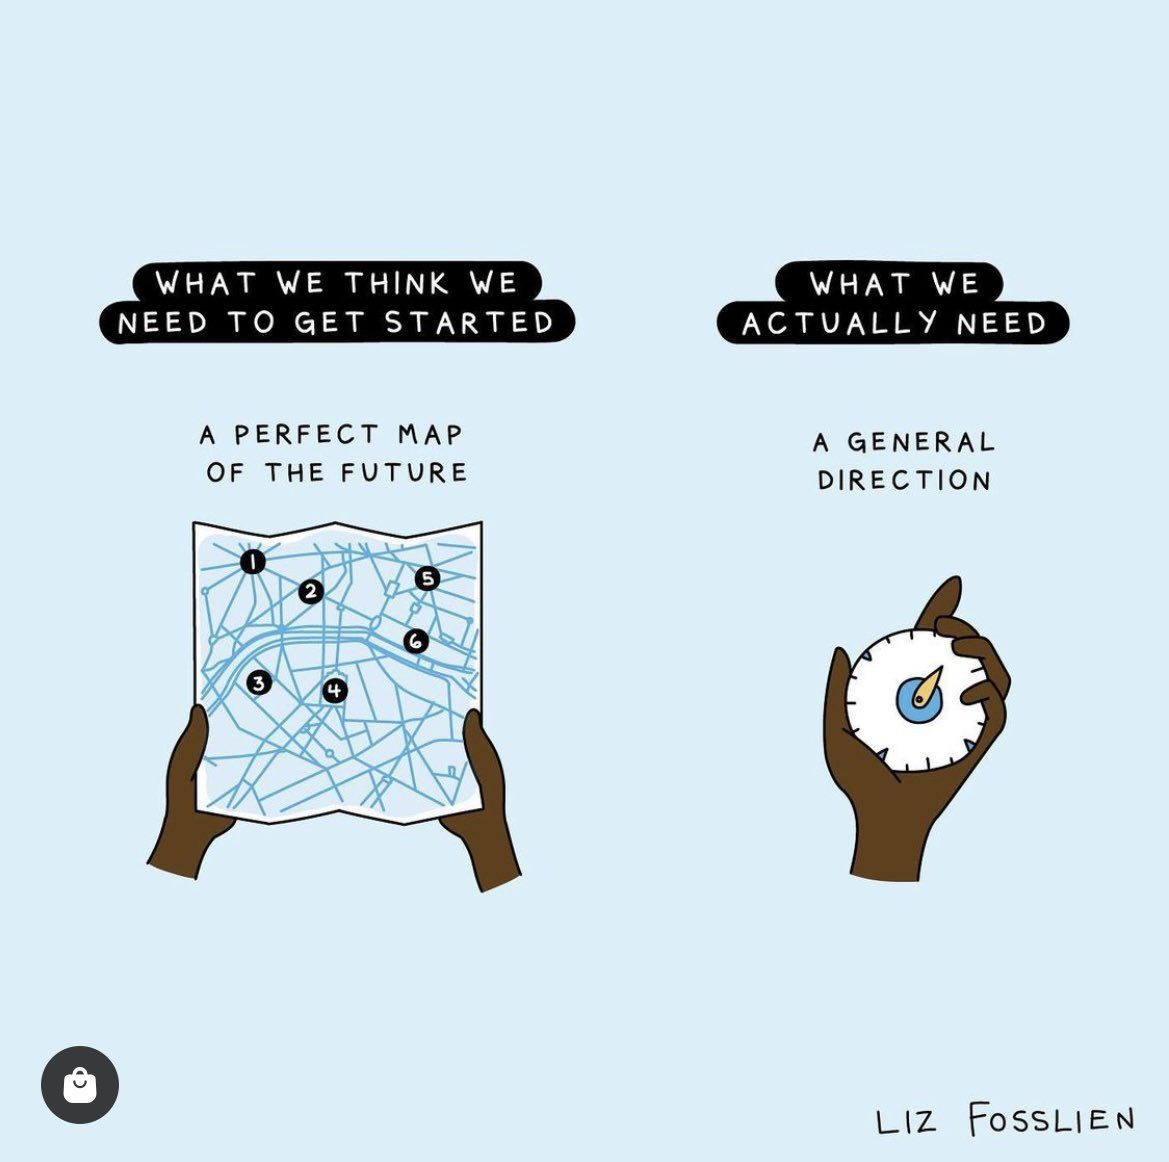 WHAT WE THINK WE
NEED TO GET STARTED
A PERFECT MAP
OF THE FUTURE
1
2
5
6
3
4
WHAT WE
ACTUALLY NEED
A GENERAL
DIRECTION
LIZ FOSSLIEN